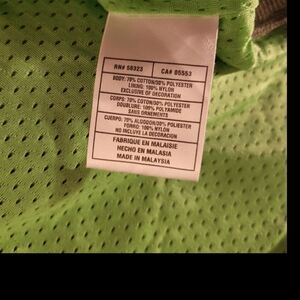 RN# 58323 CA# 05553
BODY: 70% COTTON/30% POLYESTER
LINING: 100% NYLON
EXCLUSIVE OF DECORATION
CORPS: 70% COTON/30% POLYESTER
DOUBLURE: 100% POLYAMIDE
SANS ORNEMENTS
CUERPO: 70% ALGODON/30% POLIESTER
FORRO: 100% NYLON
NO INCLUYE LA DECORACION
FABRIQUE EN MALAISIE
HECHO EN MALASIA
MADE IN MALAYSIA